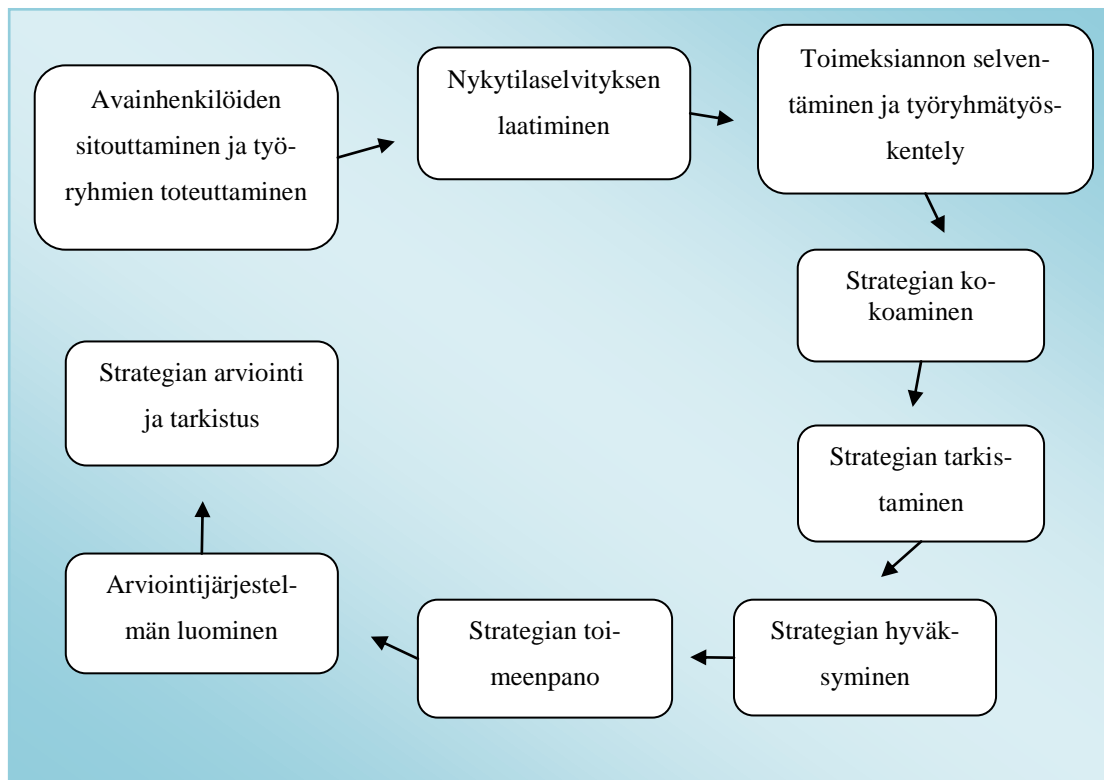 Avainhenkilöiden
sitouttaminen ja työ-
ryhmien toteuttaminen
Nykytilaselvityksen
laatiminen
Toimeksiannon selven-
täminen ja työryhmätyös-
kentely
Strategian ko-
koaminen
Strategian tarkis-
taminen
Strategian hyväk-
syminen
Strategian toi-
meenpano
Arviointijärjestel-
män luominen
Strategian arviointi
ja tarkistus